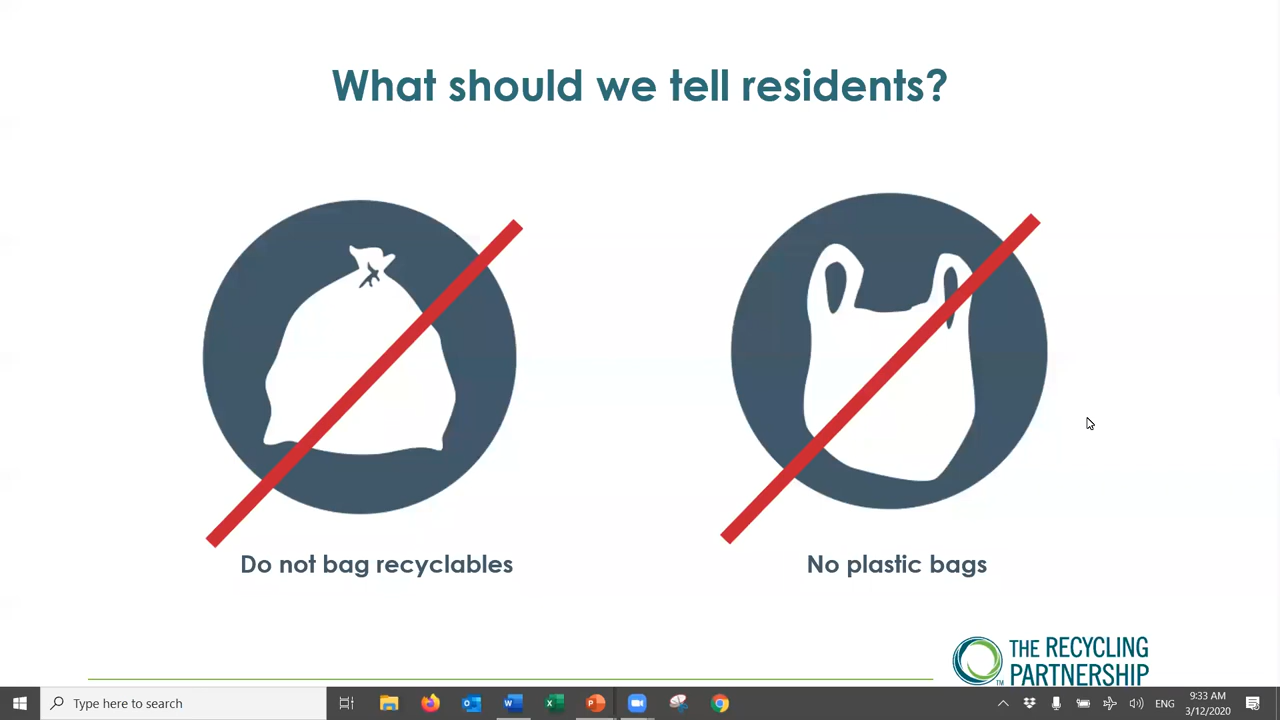 What should we tell residents?
Do not bag recyclables
No plastic bags
THE RECYCLING
PARTNERSHIP
TM
Type here to search
ENG
9:33 AM
3/12/2020